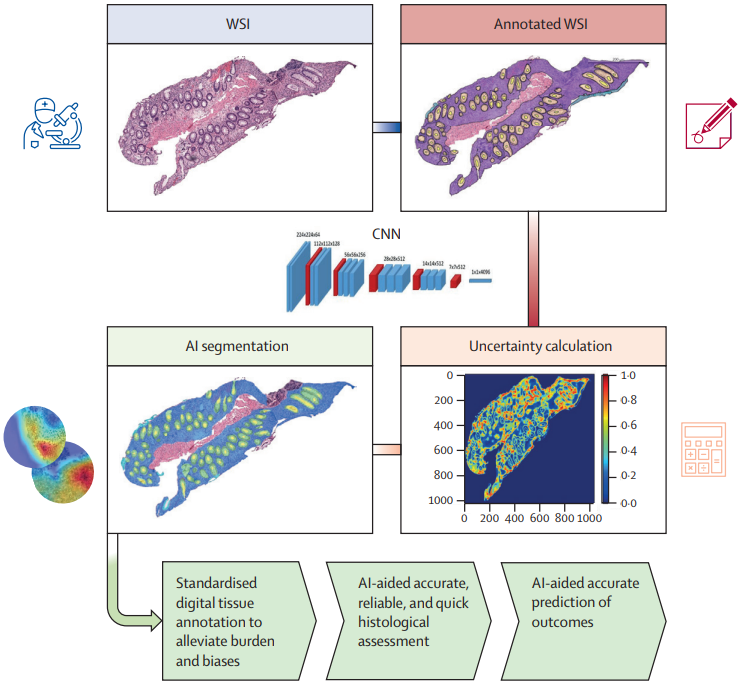 WSI
Annotated WSI
CNN
224x224x64
112x112x128
56x56x256
28x28x512
14x14x512
7x7x512
1x1x4096
AI segmentation
Uncertainty calculation
0
200
400
600
800
1000
0 200 400 600 800 1000
1·0
0·8
0·6
0·4
0·2
0·0
Standardised
digital tissue
annotation to
alleviate burden
and biases
AI-aided accurate,
reliable, and quick
histological
assessment
AI-aided accurate
prediction of
outcomes